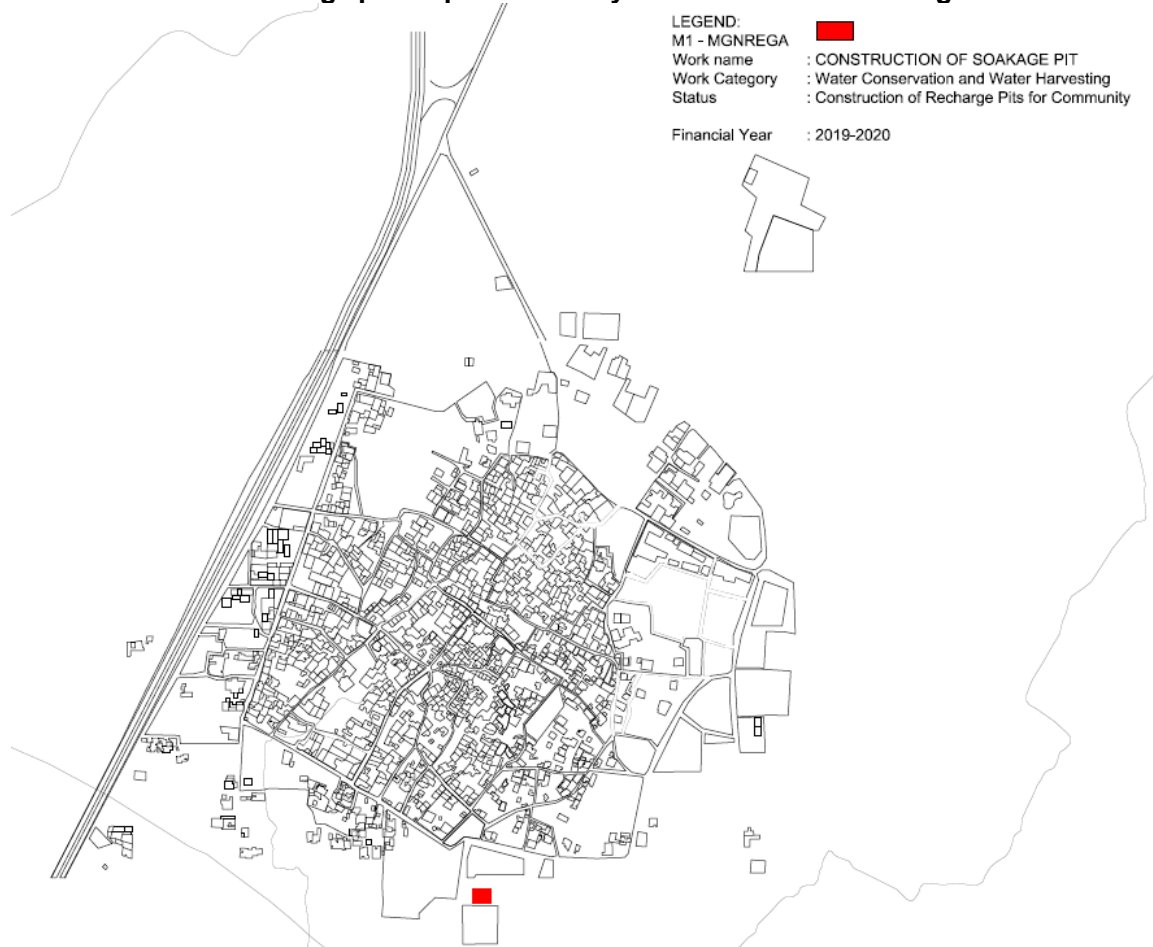 LEGEND:
M1 - MGNREGA
Work name : CONSTRUCTION OF SOAKAGE PIT
Work Category : Water Conservation and Water Harvesting
Status : Construction of Recharge Pits for Community
Financial Year : 2019-2020